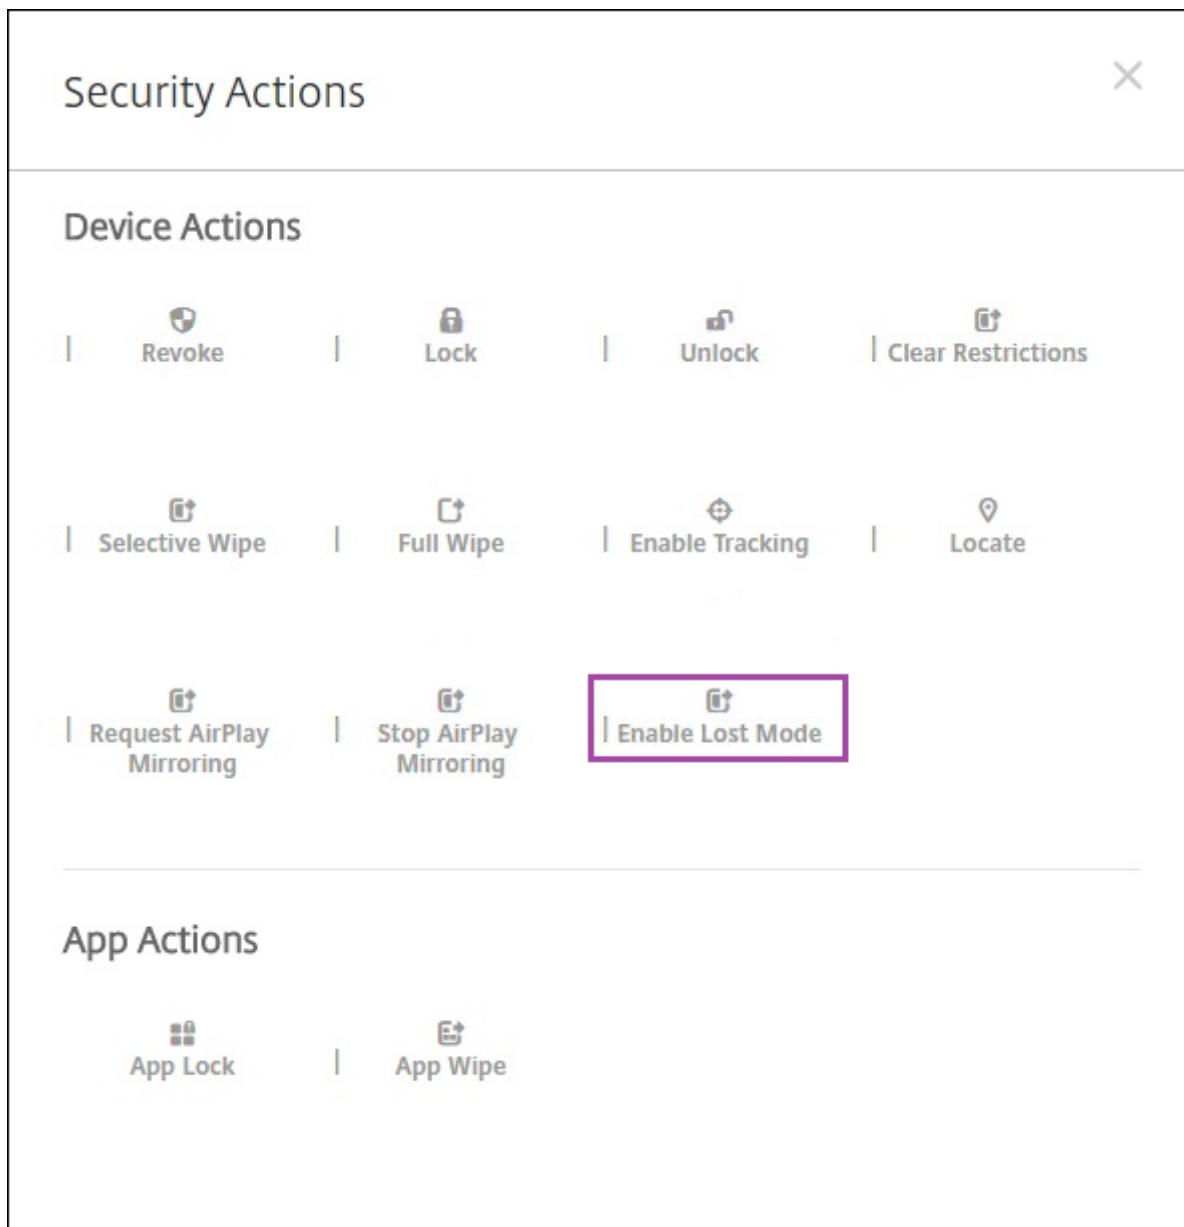 Security Actions
Device Actions
| Revoke | Lock | Unlock | Clear Restrictions
| Selective Wipe | Full Wipe | Enable Tracking | Locate
| Request AirPlay Mirroring | Stop AirPlay Mirroring | Enable Lost Mode
App Actions
App Lock | App Wipe